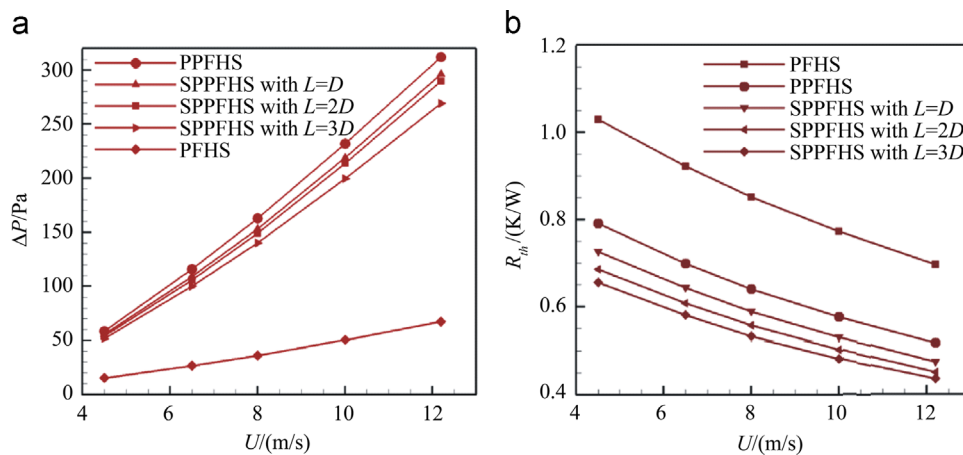 a
300
250
200
150
100
50
0
4
6
8
10
12
ΔP/Pa
U/(m/s)
PPFHS
SPPFHS with L=D
SPPFHS with L=2D
SPPFHS with L=3D
PFHS
b
1.2
1.0
0.8
0.6
0.4
4
6
8
10
12
R_th/(K/W)
U/(m/s)
PFHS
PPFHS
SPPFHS with L=D
SPPFHS with L=2D
SPPFHS with L=3D